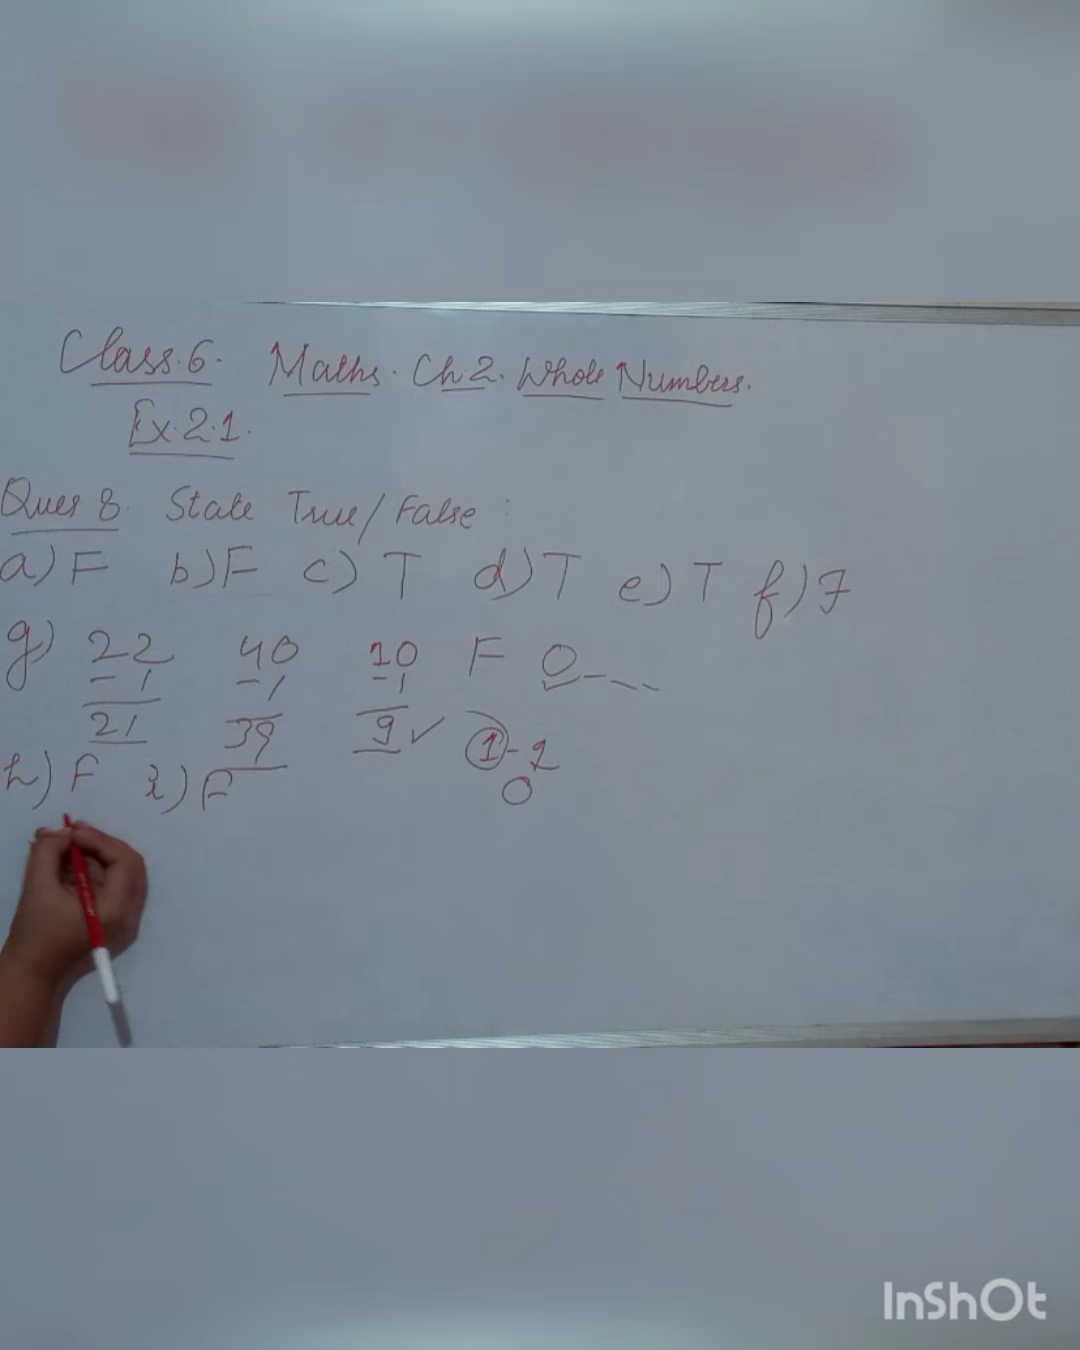 Class.6. Maths. Ch.2. Whole Numbers.
Ex.2.1.
Ques 8. State True/False :
a) F b) F c) T d) T e) T f) F
g) 22 40 10 F 0
-1 -1 -1
21 39 9 ✓ 1-1
h) F i) F 0
InShOt